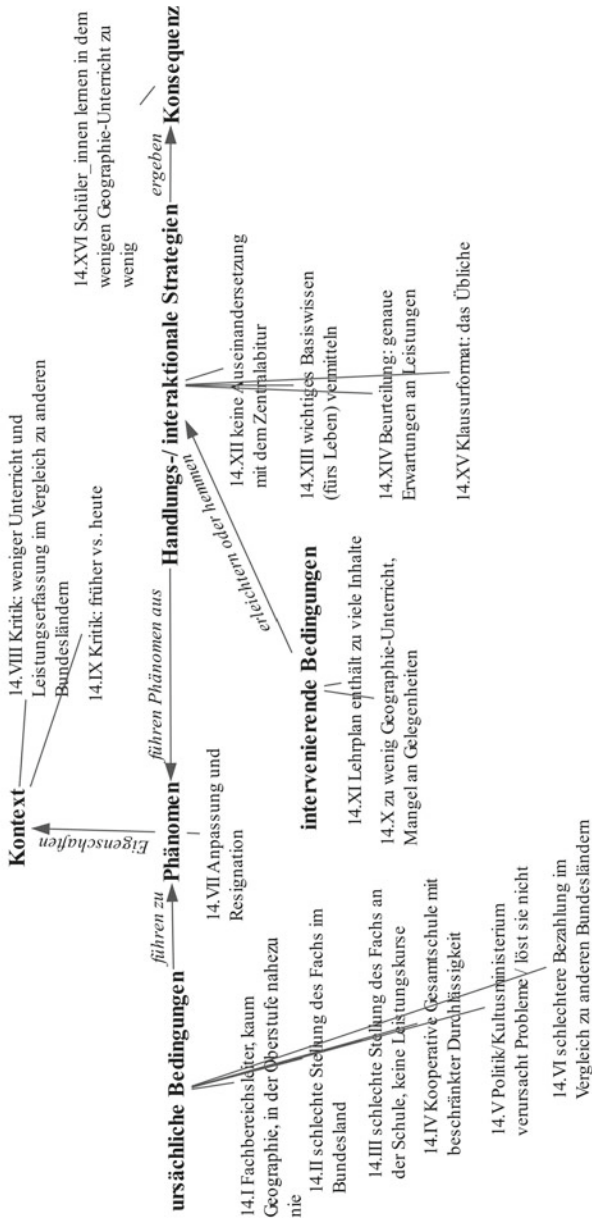 Kontext
14.VIII Kritik: weniger Unterricht und
Leistungserfassung im Vergleich zu anderen
Bundesländern
14.IX Kritik: früher vs. heute
14.XVI Schüler_innen lernen in dem
wenigen Geographie-Unterricht zu
wenig
Eigenschaften
ursächliche Bedingungen
führen zu
Phänomen
führen Phänomen aus
Handlungs-/ interaktionale Strategien
ergeben
Konsequenz
14.I Fachbereichsleiter, kaum
Geographie, in der Oberstufe nahezu
nie
14.II schlechte Stellung des Fachs im
Bundesland
14.III schlechte Stellung des Fachs an
der Schule, keine Leistungskurse
14.IV Kooperative Gesamtschule mit
beschränkter Durchlässigkeit
14.V Politik/Kultusministerium
verursacht Probleme / löst sie nicht
14.VI schlechtere Bezahlung im
Vergleich zu anderen Bundesländern
14.VII Anpassung und
Resignation
erleichtern oder hemmen
intervenierende Bedingungen
14.XI Lehrplan enthält zu viele Inhalte
14.X zu wenig Geographie-Unterricht,
Mangel an Gelegenheiten
14.XII keine Auseinandersetzung
mit dem Zentralabitur
14.XIII wichtiges Basiswissen
(fürs Leben) vermitteln
14.XIV Beurteilung: genaue
Erwartungen an Leistungen
14.XV Klausurformat: das Übliche